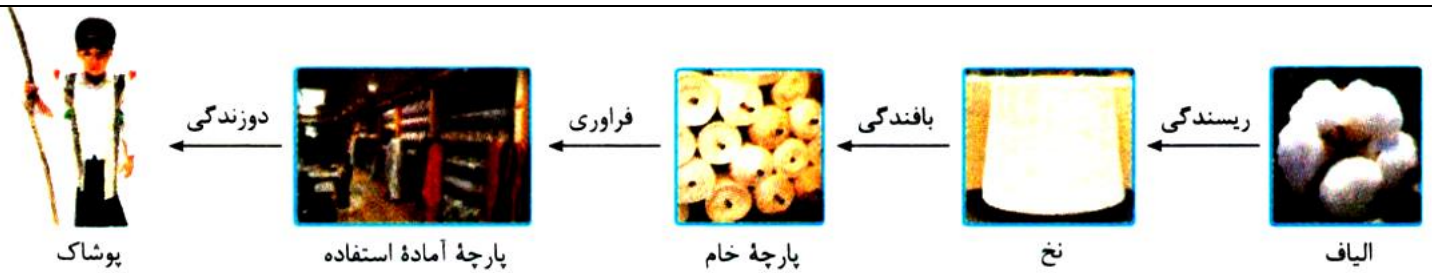 ریسندگی
بافندگی
فراوری
دوزندگی
الیاف
نخ
پارچهٔ خام
پارچهٔ آمادهٔ استفاده
پوشاک